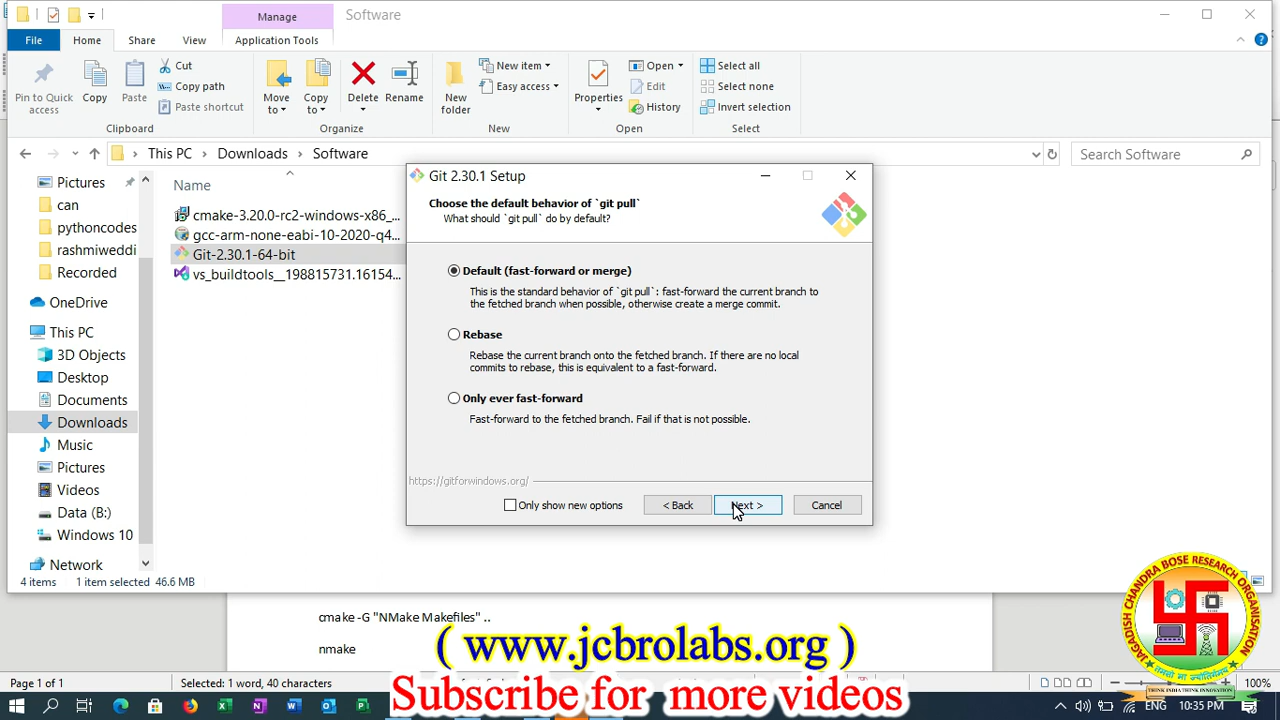 Manage
Software
File
Home
Share
View
Application Tools
Pin to Quick access
Copy
Paste
Cut
Copy path
Paste shortcut
Move to
Copy to
Delete
Rename
New folder
New item
Easy access
Properties
Open
Edit
History
Select all
Select none
Invert selection
Clipboard
Organize
New
Open
Select
This PC
Downloads
Software
Search Software
Pictures
can
pythoncodes
rashmiweddi
Recorded
OneDrive
This PC
3D Objects
Desktop
Documents
Downloads
Music
Pictures
Videos
Data (B:)
Windows 10
Network
Name
cmake-3.20.0-rc2-windows-x86_...
gcc-arm-none-eabi-10-2020-q4...
Git-2.30.1-64-bit
vs_buildtools__198815731.16154...
Git 2.30.1 Setup
Choose the default behavior of `git pull`
What should `git pull` do by default?
Default (fast-forward or merge)
This is the standard behavior of `git pull`: fast-forward the current branch to
the fetched branch when possible, otherwise create a merge commit.
Rebase
Rebase the current branch onto the fetched branch. If there are no local
commits to rebase, this is equivalent to a fast-forward.
Only ever fast-forward
Fast-forward to the fetched branch. Fail if that is not possible.
https://gitforwindows.org/
Only show new options
< Back
Next >
Cancel
4 items
1 item selected 46.6 MB
cmake -G "NMake Makefiles" ..
nmake
( www.jcbrolabs.org )
Subscribe for more videos
JAGADISH CHANDRA BOSE RESEARCH ORGANISATION
THINK INDIA THINK INNOVATION
Page 1 of 1
Selected: 1 word, 40 characters
100%
ENG
10:35 PM